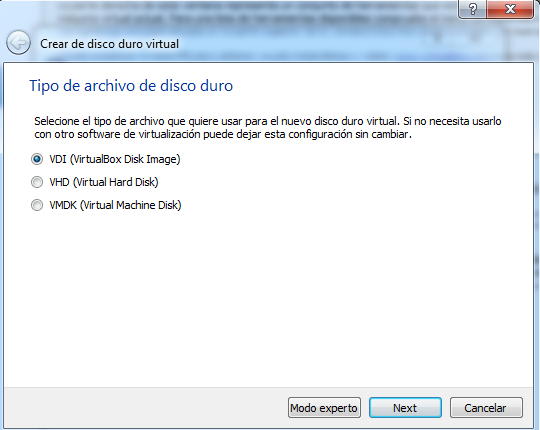 Crear de disco duro virtual
Tipo de archivo de disco duro
Selecione el tipo de archivo que quiere usar para el nuevo disco duro virtual. Si no necesita usarlo
con otro software de virtualización puede dejar esta configuración sin cambiar.
VDI (VirtualBox Disk Image)
VHD (Virtual Hard Disk)
VMDK (Virtual Machine Disk)
Modo experto Next Cancelar